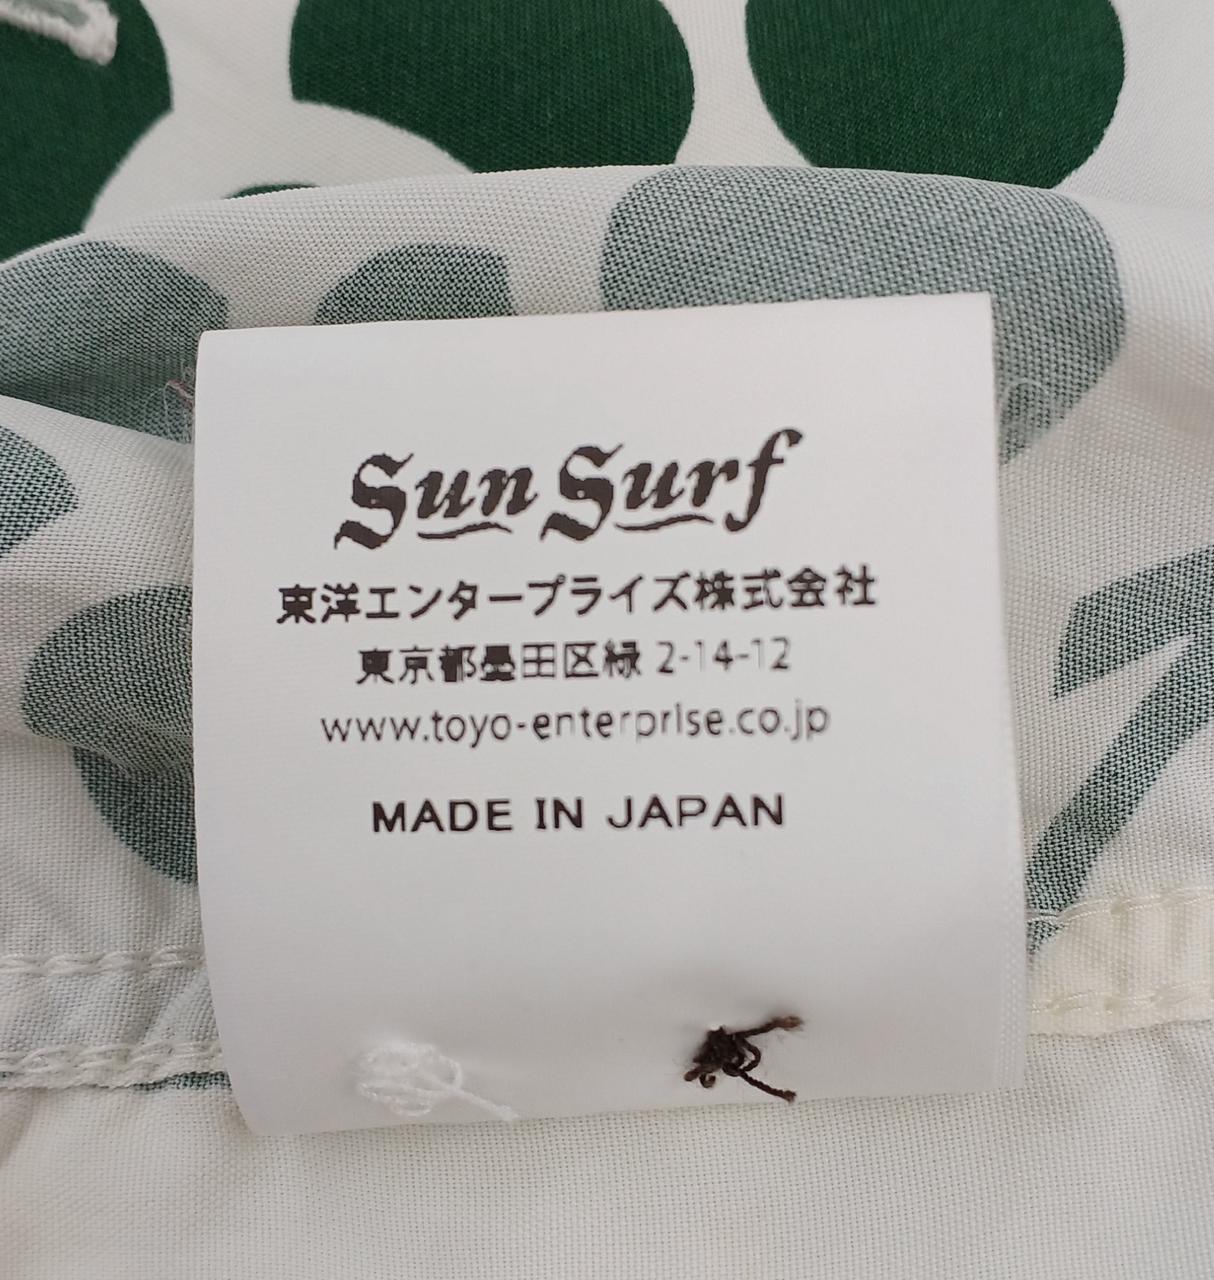 Sun Surf
東洋エンタープライズ株式会社
東京都墨田区緑 2-14-12
www.toyo-enterprise.co.jp
MADE IN JAPAN